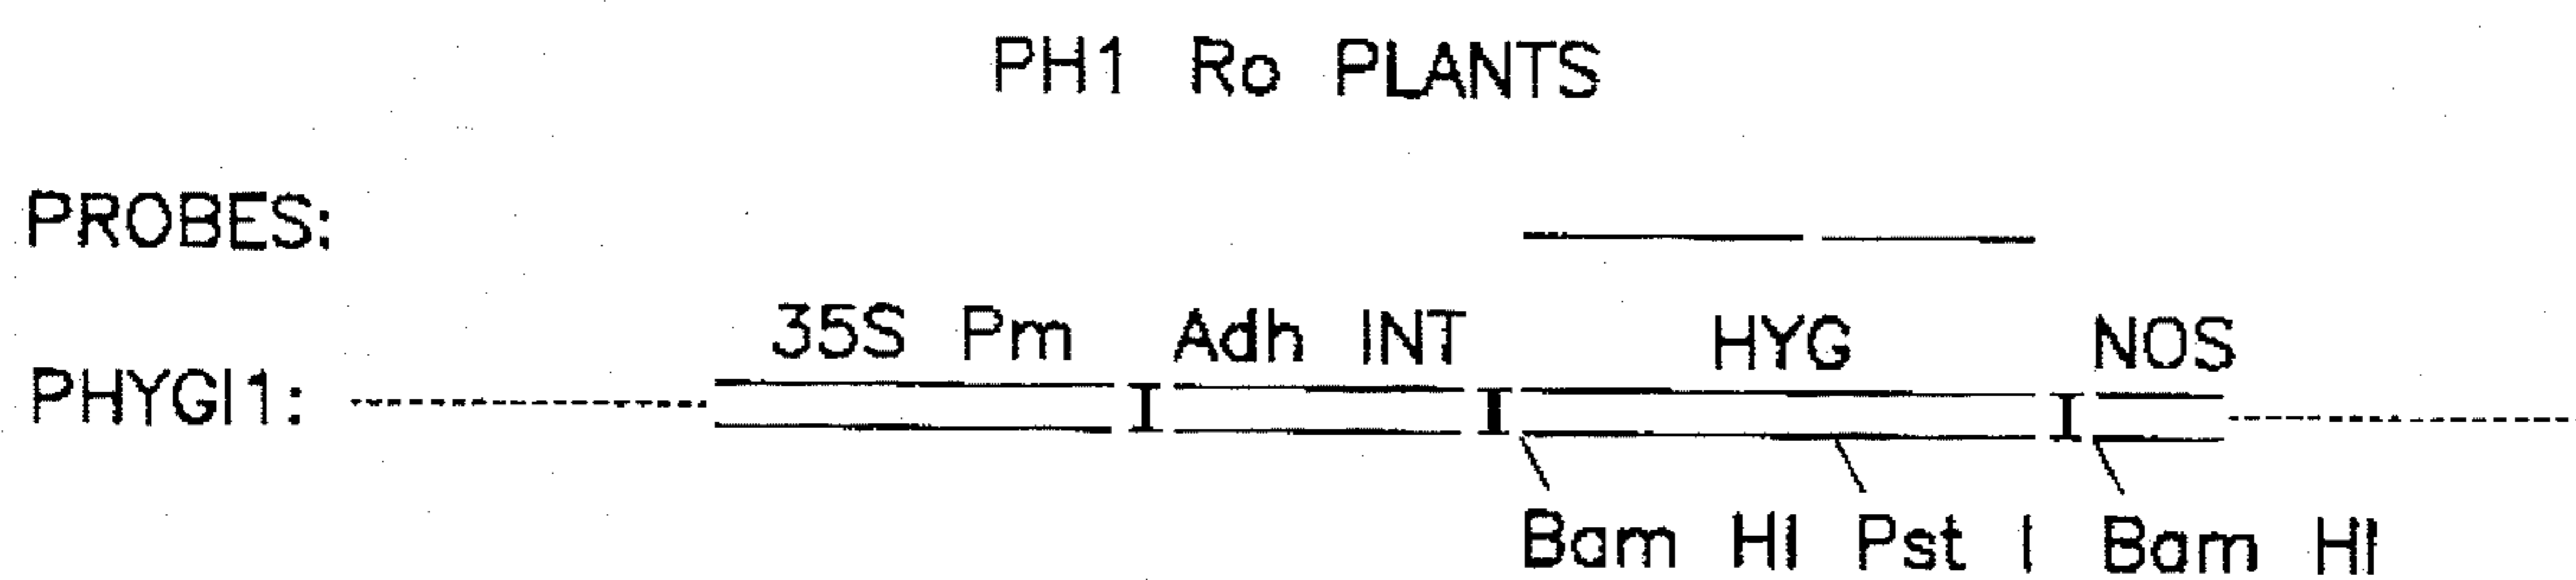 PH1 Ro PLANTS
PROBES:
35S Pm Adh INT HYG NOS
PHYGI1:
Bam HI Pst I Bam HI